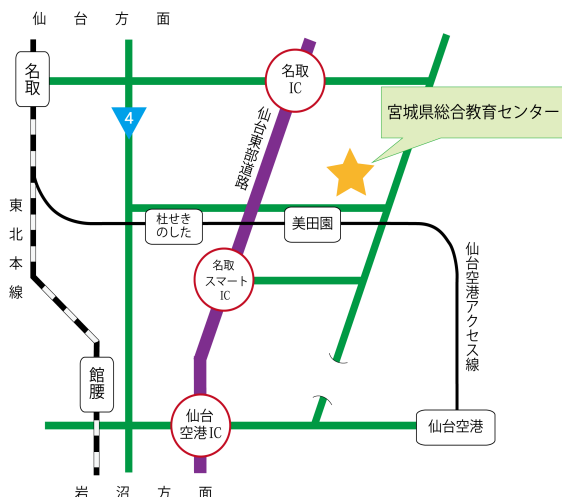 仙台方面
名取
名取
IC
4
宮城県総合教育センター
仙台東部道路
東北本線
杜せき
のした
美田園
名取
スマート
IC
仙台空港アクセス線
館腰
仙台
空港IC
仙台空港
岩沼方面